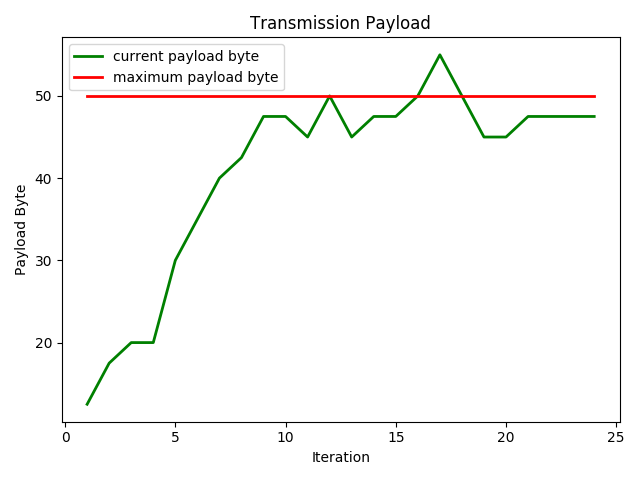 Transmission Payload
current payload byte
maximum payload byte
Payload Byte
50
40
30
20
0 5 10 15 20 25
Iteration